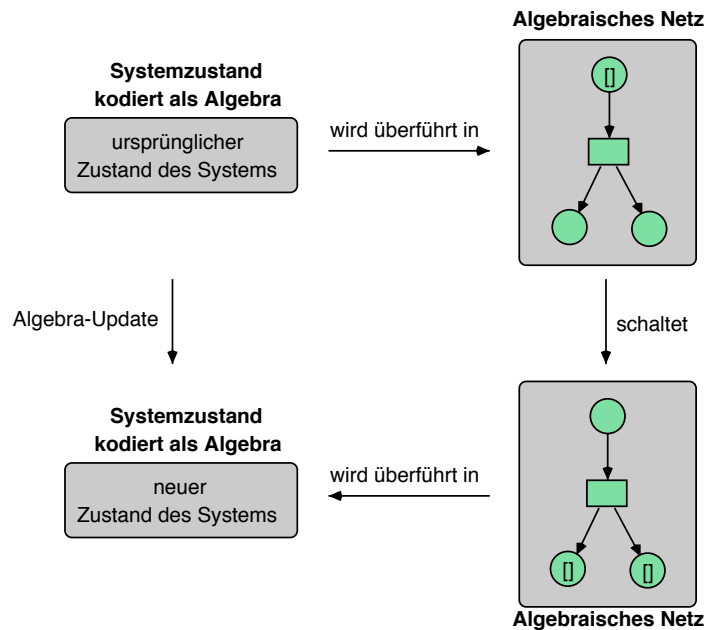 Algebraisches Netz
Systemzustand
kodiert als Algebra
[]
ursprünglicher
Zustand des Systems
wird überführt in
Algebra-Update
schaltet
Systemzustand
kodiert als Algebra
neuer
Zustand des Systems
wird überführt in
[] []
Algebraisches Netz